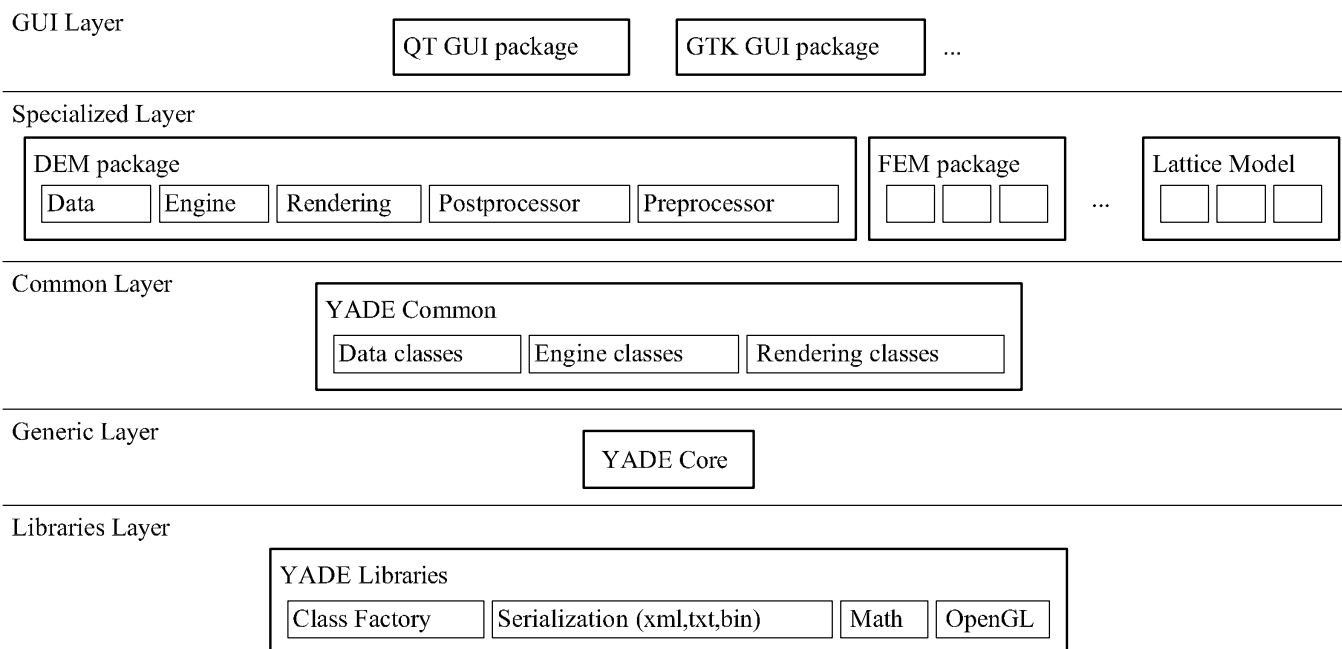 GUI Layer
QT GUI package
GTK GUI package
...
Specialized Layer
DEM package
Data
Engine
Rendering
Postprocessor
Preprocessor
FEM package
...
Lattice Model
Common Layer
YADE Common
Data classes
Engine classes
Rendering classes
Generic Layer
YADE Core
Libraries Layer
YADE Libraries
Class Factory
Serialization (xml,txt,bin)
Math
OpenGL